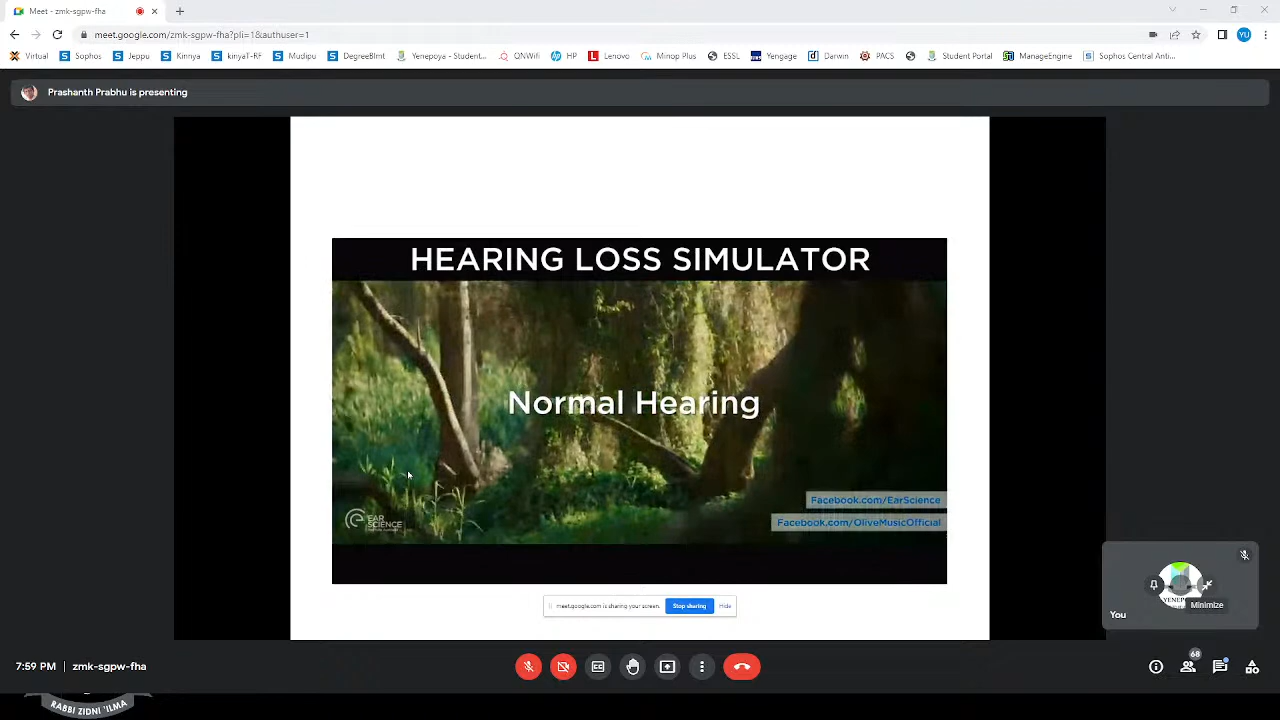 Meet - zmk-sgpw-fha
meet.google.com/zmk-sgpw-fha?pli=1&authuser=1
Virtual Sophos Jeppu Kinnya kinyaT-RF Mudipu DegreeBlmt Yenepoya - Student... QNWifi HP Lenovo Minop Plus ESSL Yengage Darwin PACS Student Portal ManageEngine Sophos Central Ant...
YU
Prashanth Prabhu is presenting
HEARING LOSS SIMULATOR
Normal Hearing
Facebook.com/EarScience
EAR
SCIENCE
Facebook.com/OliveMusicOfficial
meet.google.com is sharing your screen. Stop sharing Hide
Minimize
You
7:59 PM | zmk-sgpw-fha
68
RABBI ZIDNI 'ILMA